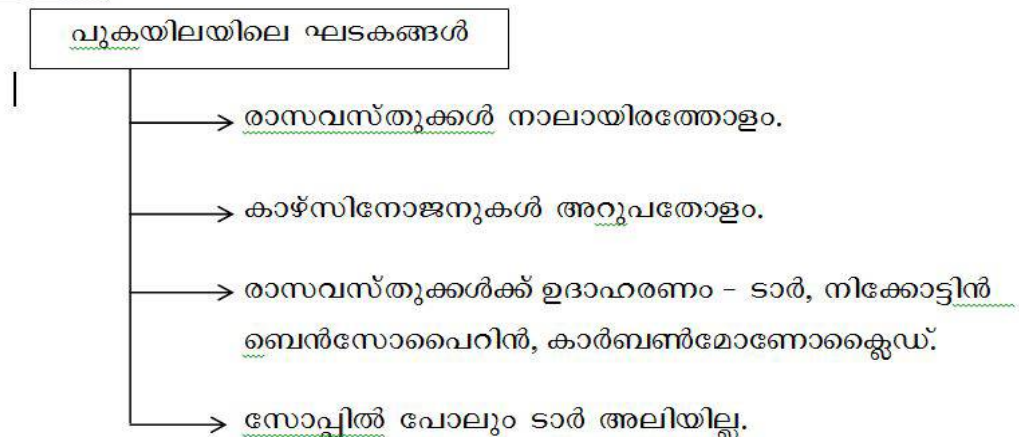 പുകയിലയിലെ ഘടകങ്ങൾ
രാസവസ്തുക്കൾ നാലായിരത്തോളം.
കാഴ്സിനോജനുകൾ അറുപതോളം.
രാസവസ്തുക്കൾക്ക് ഉദാഹരണം - ടാർ, നിക്കോട്ടിൻ
ബെൻസോപൈറിൻ, കാർബൺമോണോക്ലൈഡ്.
സോപ്പിൽ പോലും ടാർ അലിയില്ല.